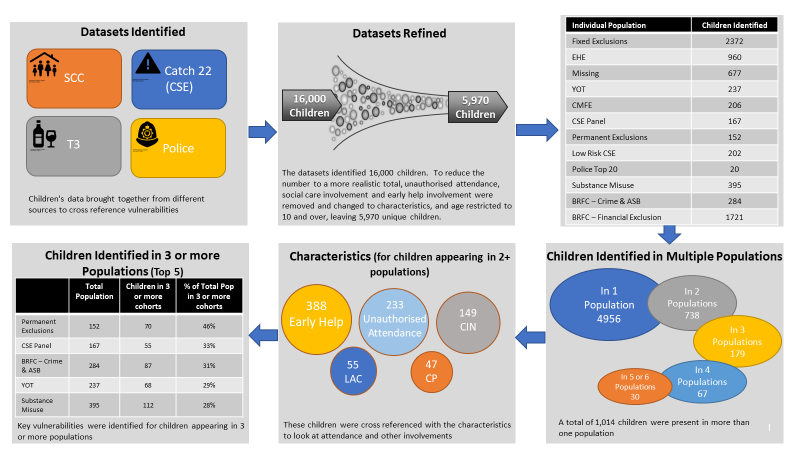 Datasets Identified
SCC
Catch 22
(CSE)
T3
Police
Children's data brought together from different
sources to cross reference vulnerabilities
Datasets Refined
16,000
Children
5,970
Children
The datasets identified 16,000 children. To reduce the
number to a more realistic total, unauthorised attendance,
social care involvement and early help involvement were
removed and changed to characteristics, and age restricted to
10 and over, leaving 5,970 unique children.
Individual Population Children Identified
Fixed Exclusions 2372
EHE 960
Missing 677
YOT 237
CMFE 206
CSE Panel 167
Permanent Exclusions 152
Low Risk CSE 202
Police Top 20 20
Substance Misuse 395
BRFC – Crime & ASB 284
BRFC – Financial Exclusion 1721
Children Identified in Multiple Populations
In 1
Population
4956
In 2
Populations
738
In 3
Populations
179
In 4
Populations
67
In 5 or 6
Populations
30
A total of 1,014 children were present in more than
one population
Characteristics (for children appearing in 2+
populations)
388
Early Help
233
Unauthorised
Attendance
149
CIN
55
LAC
47
CP
These children were cross referenced with the characteristics
to look at attendance and other involvements
Children Identified in 3 or more
Populations (Top 5)
Total
Population
Children in 3
or more
cohorts
% of Total Pop
in 3 or more
cohorts
Permanent
Exclusions
152 70 46%
CSE Panel 167 55 33%
BRFC – Crime
& ASB
284 87 31%
YOT 237 68 29%
Substance
Misuse
395 112 28%
Key vulnerabilities were identified for children appearing in 3
or more populations